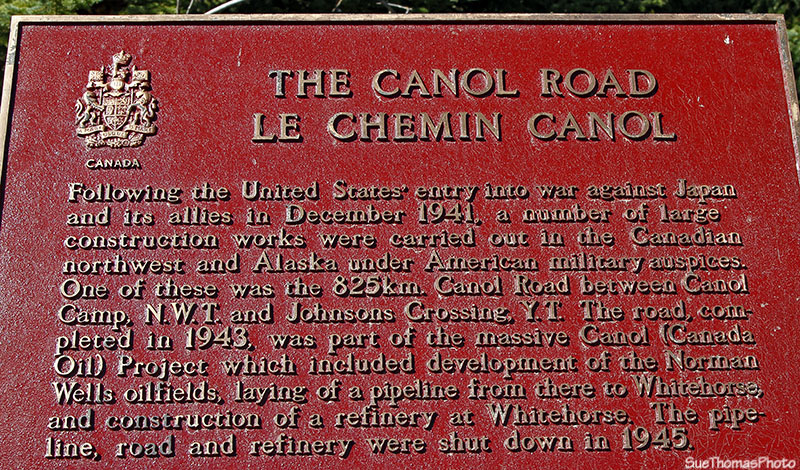 THE CANOL ROAD
LE CHEMIN CANOL
CANADA
Following the United States' entry into war against Japan
and its allies in December 1941, a number of large
construction works were carried out in the Canadian
northwest and Alaska under American military auspices.
One of these was the 825km. Canol Road between Canol
Camp, N.W.T. and Johnsons Crossing, Y.T. The road, com-
pleted in 1943, was part of the massive Canol (Canada
Oil) Project which included development of the Norman
Wells oilfields, laying of a pipeline from there to Whitehorse,
and construction of a refinery at Whitehorse. The pipe-
line, road and refinery were shut down in 1945.
SueThomasPhoto